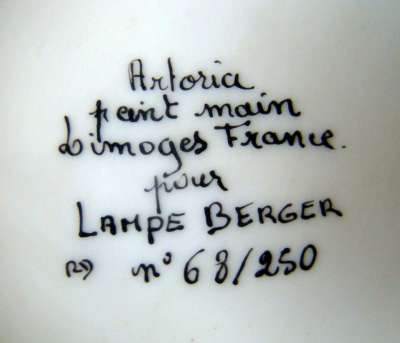 Artoria
peint main
Limoges France.
pour
LAMPE BERGER
n° 68/250